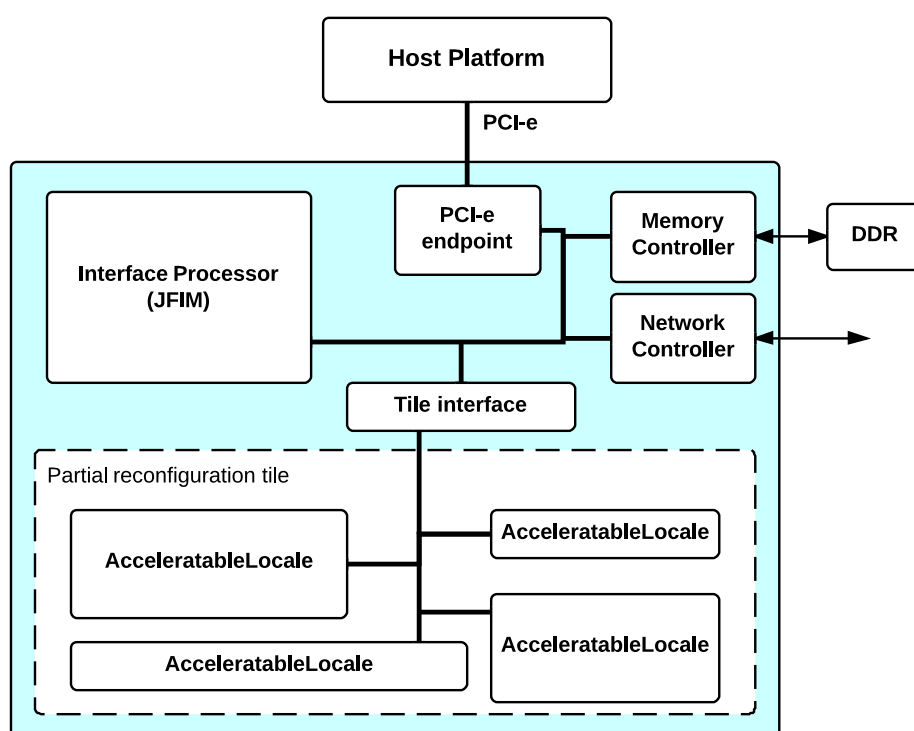 Host Platform
PCI-e
PCI-e
endpoint
Memory
Controller
DDR
Interface Processor
(JFIM)
Network
Controller
Tile interface
Partial reconfiguration tile
AcceleratableLocale
AcceleratableLocale
AcceleratableLocale
AcceleratableLocale